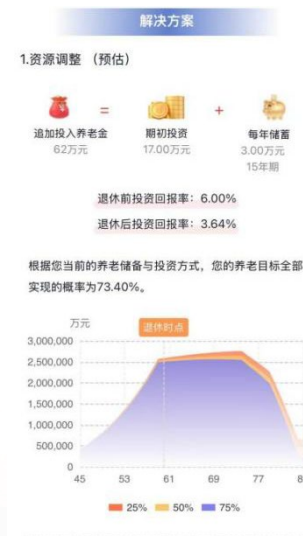 解决方案
1.资源调整 （预估）
= +
追加投入养老金 期初投资 每年储蓄
62万元 17.00万元 3.00万元
15年期
退休前投资回报率：6.00%
退休后投资回报率：3.64%
根据您当前的养老储备与投资方式，您的养老目标全部
实现的概率为73.40%。
万元
退休时点
3,000,000
2,500,000
2,000,000
1,500,000
1,000,000
500,000
0
45 53 61 69 77
25% 50% 75%